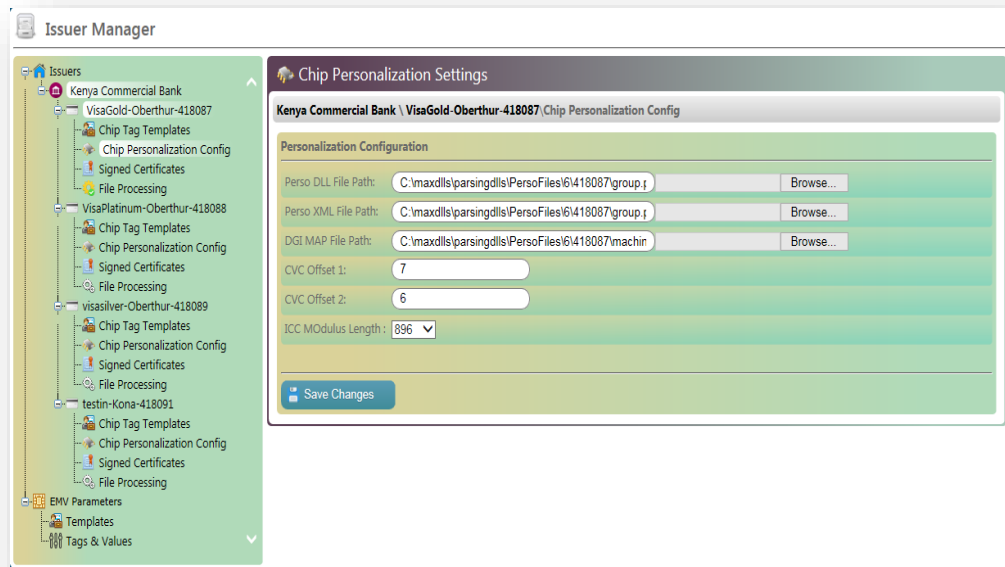 Issuer Manager
Issuers
Kenya Commercial Bank
VisaGold-Oberthur-418087
Chip Tag Templates
Chip Personalization Config
Signed Certificates
File Processing
VisaPlatinum-Oberthur-418088
Chip Tag Templates
Chip Personalization Config
Signed Certificates
File Processing
visasilver-Oberthur-418089
Chip Tag Templates
Chip Personalization Config
Signed Certificates
File Processing
testin-Kona-418091
Chip Tag Templates
Chip Personalization Config
Signed Certificates
File Processing
EMV Parameters
Templates
Tags & Values
Chip Personalization Settings
Kenya Commercial Bank \ VisaGold-Oberthur-418087\Chip Personalization Config
Personalization Configuration
Perso DLL File Path: C:\maxdlls\parsingdlls\PersoFiles\6\418087\group.p Browse...
Perso XML File Path: C:\maxdlls\parsingdlls\PersoFiles\6\418087\group.p Browse...
DGI MAP File Path: C:\maxdlls\parsingdlls\PersoFiles\6\418087\machin Browse...
CVC Offset 1: 7
CVC Offset 2: 6
ICC MOdulus Length : 896
Save Changes